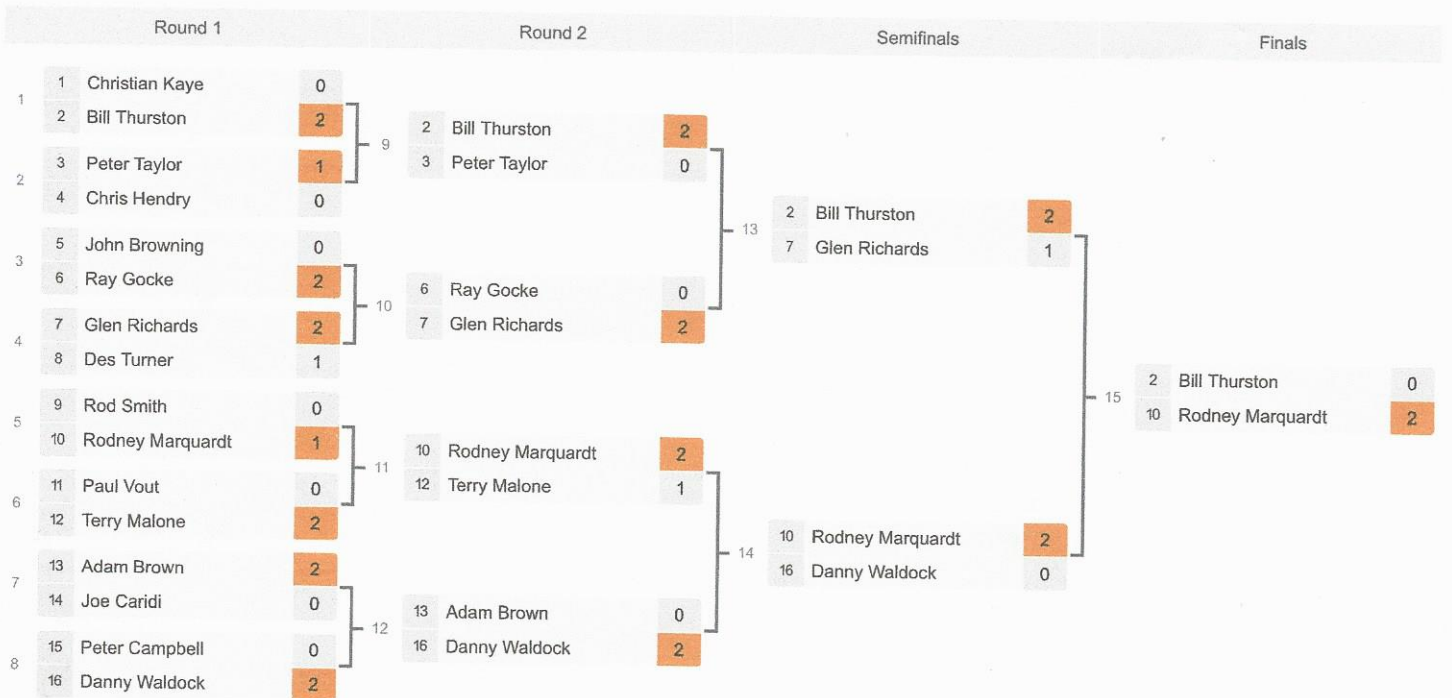 Round 1 Round 2 Semifinals Finals
1
1 Christian Kaye 0
2 Bill Thurston 2
2
3 Peter Taylor 1
4 Chris Hendry 0
3
5 John Browning 0
6 Ray Gocke 2
4
7 Glen Richards 2
8 Des Turner 1
5
9 Rod Smith 0
10 Rodney Marquardt 1
6
11 Paul Vout 0
12 Terry Malone 2
7
13 Adam Brown 2
14 Joe Caridi 0
8
15 Peter Campbell 0
16 Danny Waldock 2
9
2 Bill Thurston 2
3 Peter Taylor 0
10
6 Ray Gocke 0
7 Glen Richards 2
11
10 Rodney Marquardt 2
12 Terry Malone 1
12
13 Adam Brown 0
16 Danny Waldock 2
13
2 Bill Thurston 2
7 Glen Richards 1
14
10 Rodney Marquardt 2
16 Danny Waldock 0
15
2 Bill Thurston 0
10 Rodney Marquardt 2